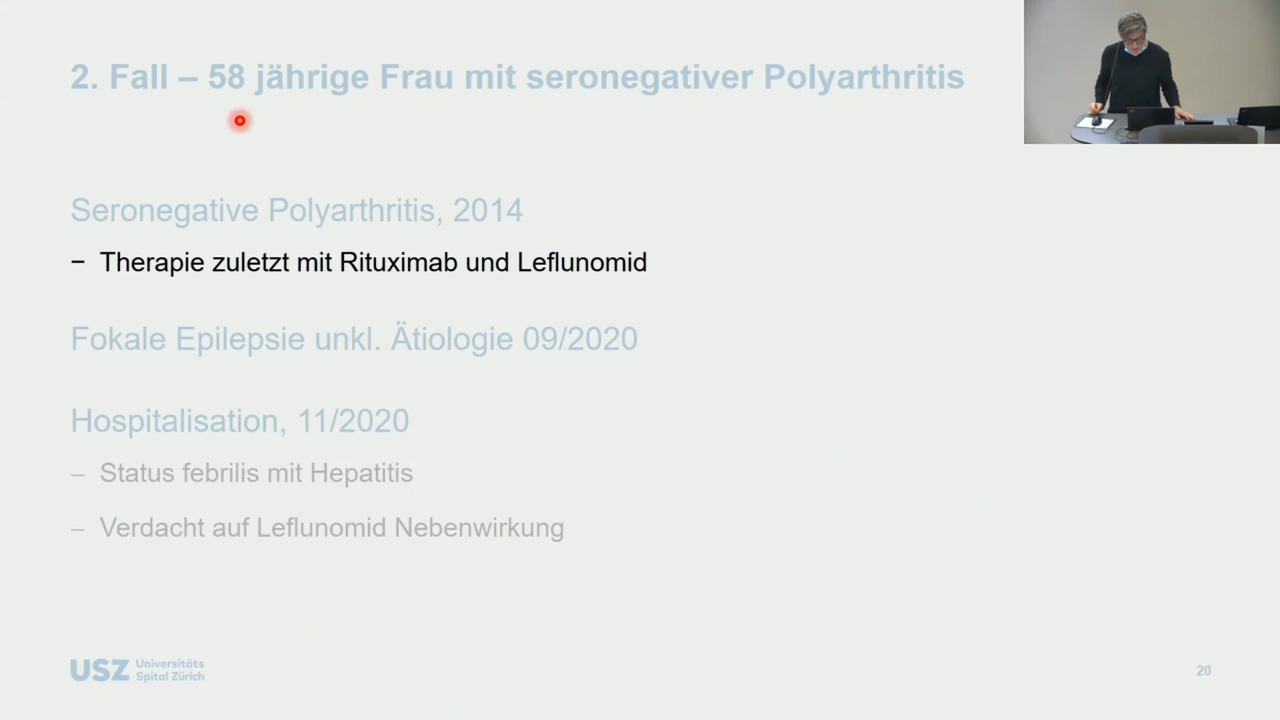 2. Fall – 58 jährige Frau mit seronegativer Polyarthritis
Seronegative Polyarthritis, 2014
− Therapie zuletzt mit Rituximab und Leflunomid
Fokale Epilepsie unkl. Ätiologie 09/2020
Hospitalisation, 11/2020
– Status febrilis mit Hepatitis
– Verdacht auf Leflunomid Nebenwirkung
USZ Universitäts
Spital Zürich
20